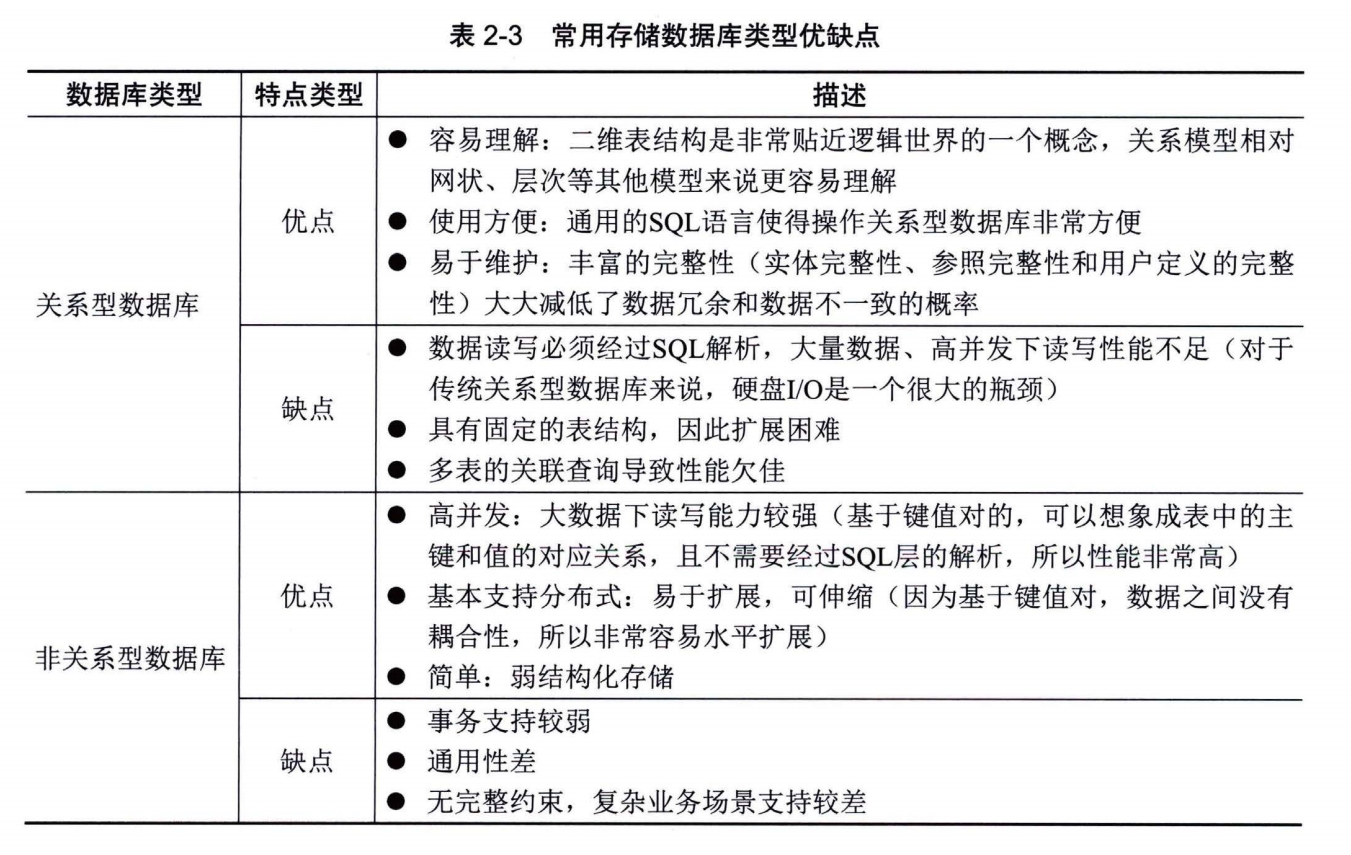 表 2-3 常用存储数据库类型优缺点
数据库类型 特点类型 描述
关系型数据库
优点
● 容易理解：二维表结构是非常贴近逻辑世界的一个概念，关系模型相对
网状、层次等其他模型来说更容易理解
● 使用方便：通用的SQL语言使得操作关系型数据库非常方便
● 易于维护：丰富的完整性（实体完整性、参照完整性和用户定义的完整
性）大大减低了数据冗余和数据不一致的概率
缺点
● 数据读写必须经过SQL解析，大量数据、高并发下读写性能不足（对于
传统关系型数据库来说，硬盘I/O是一个很大的瓶颈）
● 具有固定的表结构，因此扩展困难
● 多表的关联查询导致性能欠佳
非关系型数据库
优点
● 高并发：大数据下读写能力较强（基于键值对的，可以想象成表中的主
键和值的对应关系，且不需要经过SQL层的解析，所以性能非常高）
● 基本支持分布式：易于扩展，可伸缩（因为基于键值对，数据之间没有
耦合性，所以非常容易水平扩展）
● 简单：弱结构化存储
缺点
● 事务支持较弱
● 通用性差
● 无完整约束，复杂业务场景支持较差